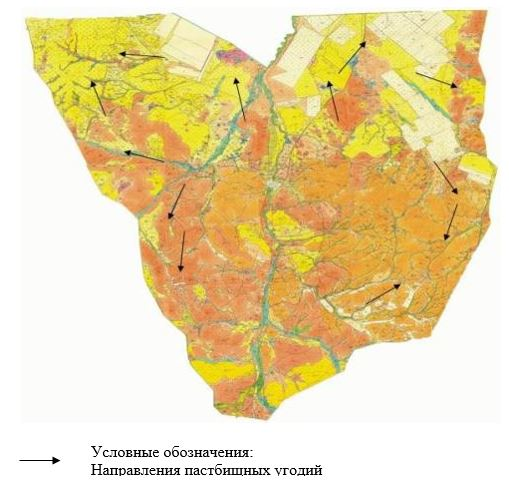 Условные обозначения:
Направления пастбищных угодий